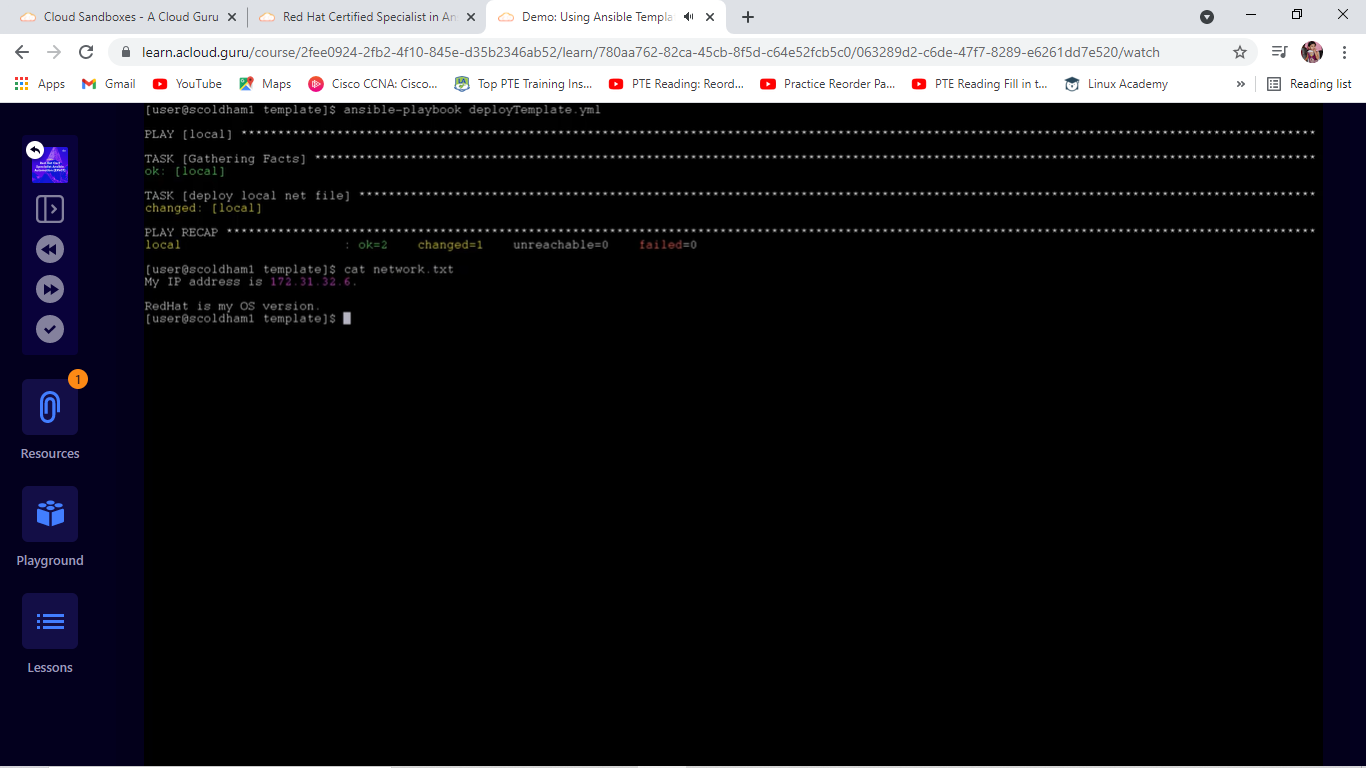 Cloud Sandboxes - A Cloud Guru
Red Hat Certified Specialist in An
Demo: Using Ansible Templa
learn.acloud.guru/course/2fee0924-2fb2-4f10-845e-d35b2346ab52/learn/780aa762-82ca-45cb-8f5d-c64e52fcb5c0/063289d2-c6de-47f7-8289-e6261dd7e520/watch
Apps
Gmail
YouTube
Maps
Cisco CCNA: Cisco...
Top PTE Training Ins...
PTE Reading: Reord...
Practice Reorder Pa...
PTE Reading Fill in t...
Linux Academy
»
Reading list
[user@scoldham1 template]$ ansible-playbook deployTemplate.yml
PLAY [local]
TASK [Gathering Facts]
ok: [local]
TASK [deploy local net file]
changed: [local]
PLAY RECAP
local : ok=2 changed=1 unreachable=0 failed=0
[user@scoldham1 template]$ cat network.txt
My IP address is 172.31.32.6.
RedHat is my OS version.
[user@scoldham1 template]$
1
Resources
Playground
Lessons